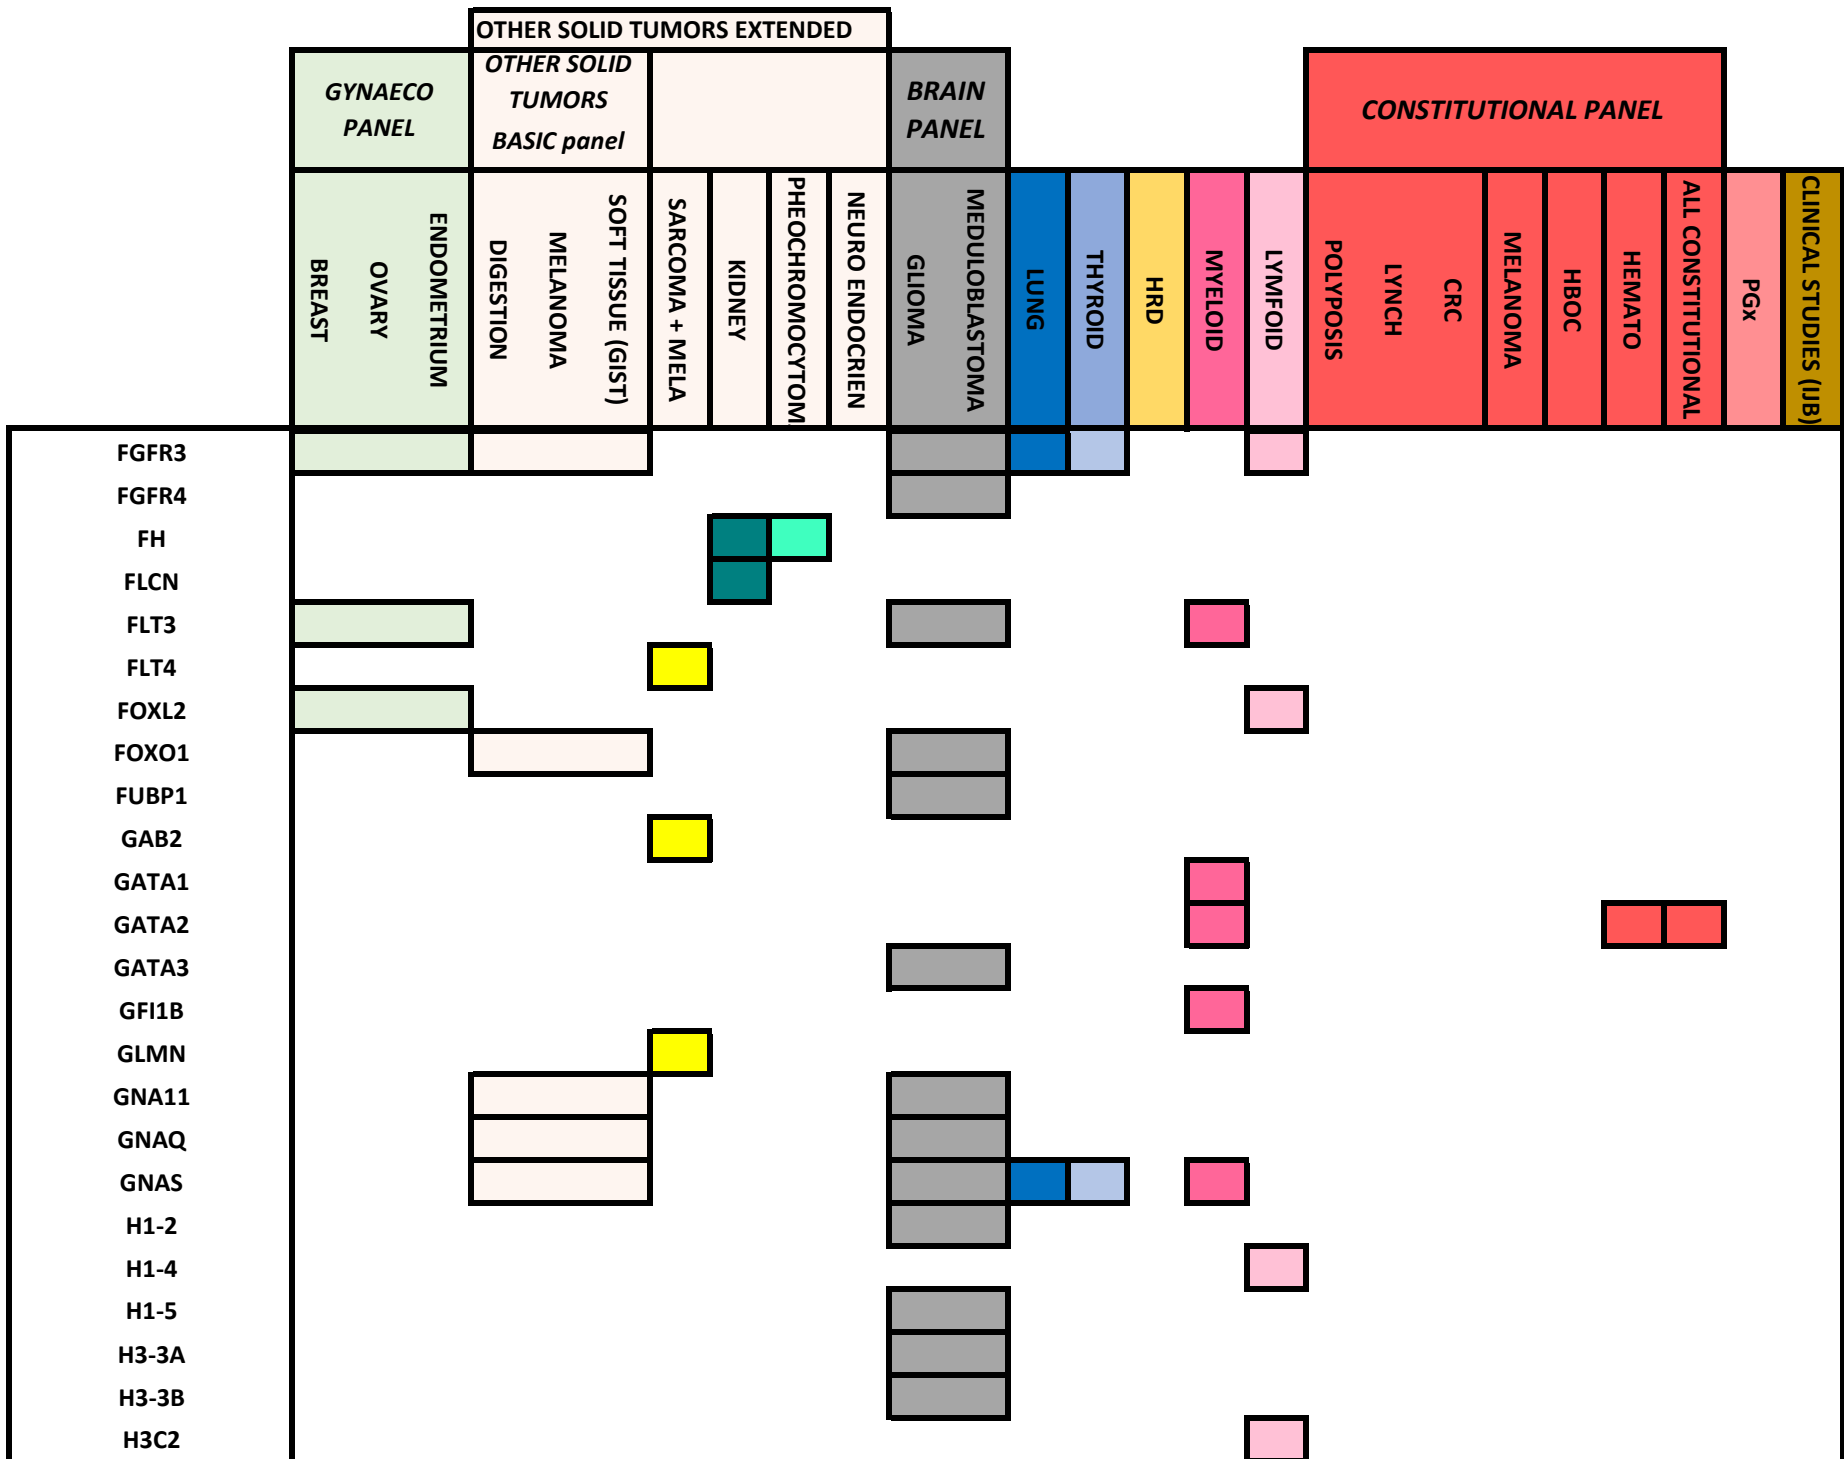 OTHER SOLID TUMORS EXTENDED
GYNAECO
PANEL
OTHER SOLID
TUMORS
BASIC panel
BRAIN
PANEL
CONSTITUTIONAL PANEL
BREAST
OVARY
ENDOMETRIUM
DIGESTION
MELANOMA
SOFT TISSUE (GIST)
SARCOMA + MELA
KIDNEY
PHEOCHROMOCYTOM
NEURO ENDOCRIEN
GLIOMA
MEDULOBLASTOMA
LUNG
THYROID
HRD
MYELOID
LYMFOID
POLYPOSIS
LYNCH
CRC
MELANOMA
HBOC
HEMATO
ALL CONSTITUTIONAL
PGx
CLINICAL STUDIES (IJB)
FGFR3
FGFR4
FH
FLCN
FLT3
FLT4
FOXL2
FOXO1
FUBP1
GAB2
GATA1
GATA2
GATA3
GFI1B
GLMN
GNA11
GNAQ
GNAS
H1-2
H1-4
H1-5
H3-3A
H3-3B
H3C2